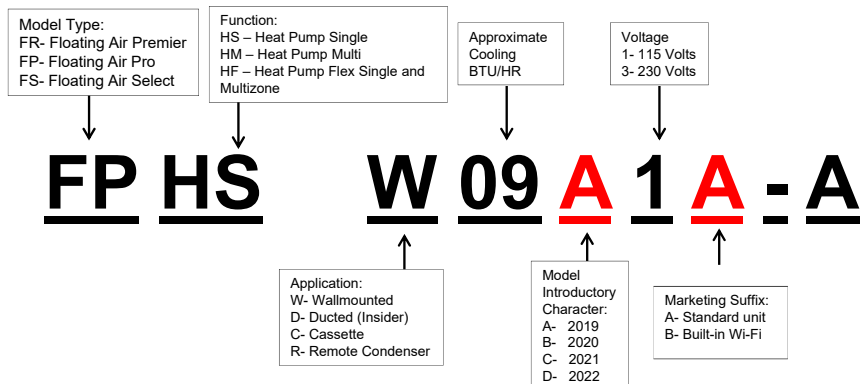 Model Type:
FR- Floating Air Premier
FP- Floating Air Pro
FS- Floating Air Select
Function:
HS – Heat Pump Single
HM – Heat Pump Multi
HF – Heat Pump Flex Single and
Multizone
Approximate
Cooling
BTU/HR
Voltage
1- 115 Volts
3- 230 Volts
FP HS W 09 A 1 A - A
Application:
W- Wallmounted
D- Ducted (Insider)
C- Cassette
R- Remote Condenser
Model
Introductory
Character:
A- 2019
B- 2020
C- 2021
D- 2022
Marketing Suffix:
A- Standard unit
B- Built-in Wi-Fi